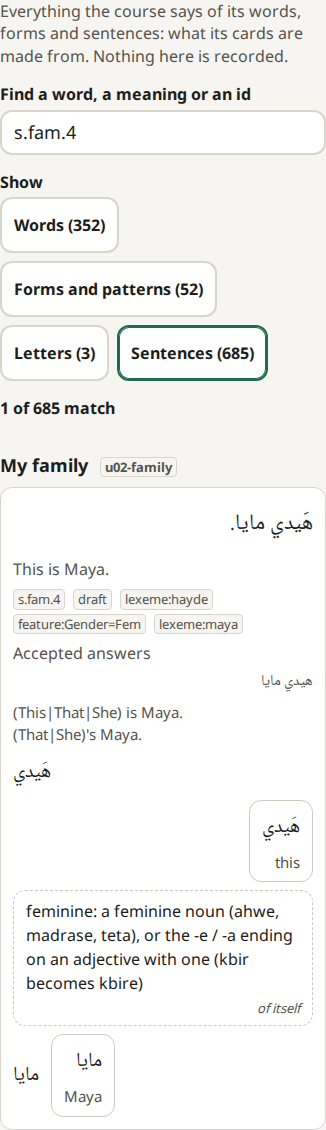 Everything the course says of its words,
forms and sentences: what its cards are
made from. Nothing here is recorded.
Find a word, a meaning or an id
s.fam.4
Show
Words (352)
Forms and patterns (52)
Letters (3) Sentences (685)
1 of 685 match
My family u02-family
هَيدي مايا.
This is Maya.
s.fam.4 draft lexeme:hayde
feature:Gender=Fem lexeme:maya
Accepted answers
هيدي مايا
(This|That|She) is Maya.
(That|She)'s Maya.
هَيدي
هَيدي
this
feminine: a feminine noun (ahwe,
madrase, teta), or the -e / -a ending
on an adjective with one (kbir
becomes kbire)
of itself
مايا
مايا
Maya